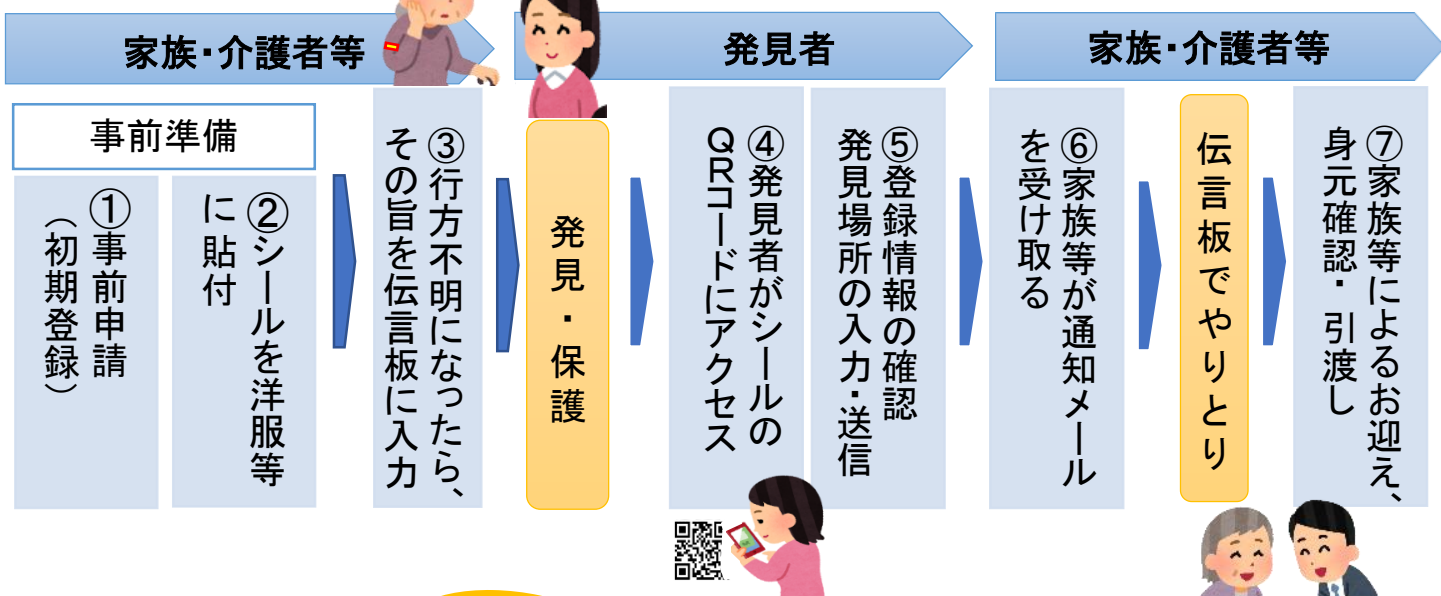 家族・介護者等
発見者
家族・介護者等
事前準備
①事前申請
（初期登録）
②シールを洋服等
に貼付
③行方不明になったら、
その旨を伝言板に入力
発見・保護
④発見者がシールの
QRコードにアクセス
⑤登録情報の確認
発見場所の入力・送信
⑥家族等が通知メール
を受け取る
伝言板でやりとり
⑦家族等によるお迎え、
身元確認・引渡し